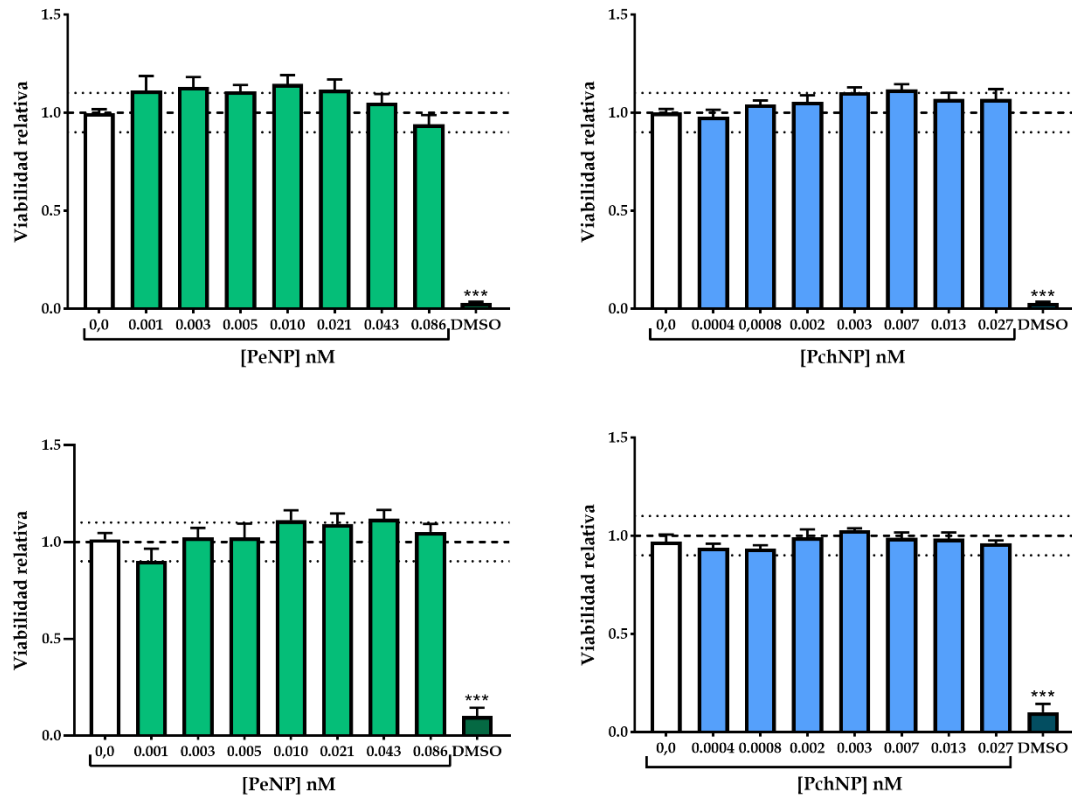 1.5
1.0
0.5
0.0
Viabilidad relativa
***
0,0 0.001 0.003 0.005 0.010 0.021 0.043 0.086 DMSO
[PeNP] nM
1.5
1.0
0.5
0.0
Viabilidad relativa
***
0,0 0.0004 0,0008 0.002 0.003 0.007 0.013 0.027 DMSO
[PchNP] nM
1.5
1.0
0.5
0.0
Viabilidad relativa
***
0,0 0.001 0.003 0.005 0.010 0.021 0.043 0.086 DMSO
[PeNP] nM
1.5
1.0
0.5
0.0
Viabilidad relativa
***
0,0 0.0004 0.0008 0.002 0.003 0.007 0.013 0.027 DMSO
[PchNP] nM